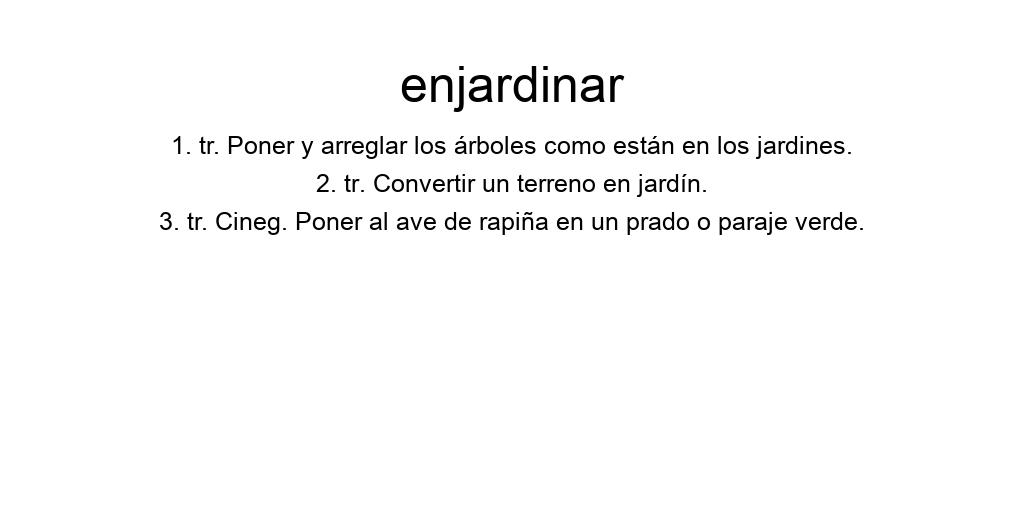 enjardinar
1. tr. Poner y arreglar los árboles como están en los jardines.
2. tr. Convertir un terreno en jardín.
3. tr. Cineg. Poner al ave de rapiña en un prado o paraje verde.